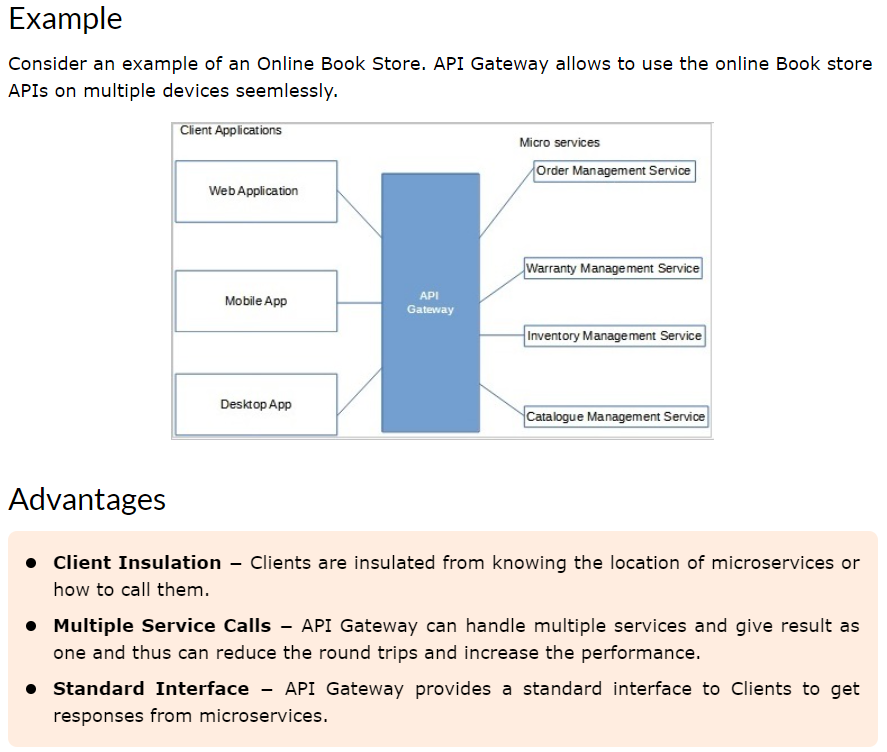 Example
Consider an example of an Online Book Store. API Gateway allows to use the online Book store
APIs on multiple devices seemlessly.
Client Applications
Micro services
Web Application
Mobile App
Desktop App
API
Gateway
Order Management Service
Warranty Management Service
Inventory Management Service
Catalogue Management Service
Advantages
● Client Insulation – Clients are insulated from knowing the location of microservices or
how to call them.
● Multiple Service Calls – API Gateway can handle multiple services and give result as
one and thus can reduce the round trips and increase the performance.
● Standard Interface – API Gateway provides a standard interface to Clients to get
responses from microservices.